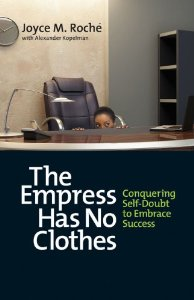 Joyce M. Roché
with Alexander Kopelman
The
Empress
Has No
Clothes
Conquering
Self-Doubt
to Embrace
Success